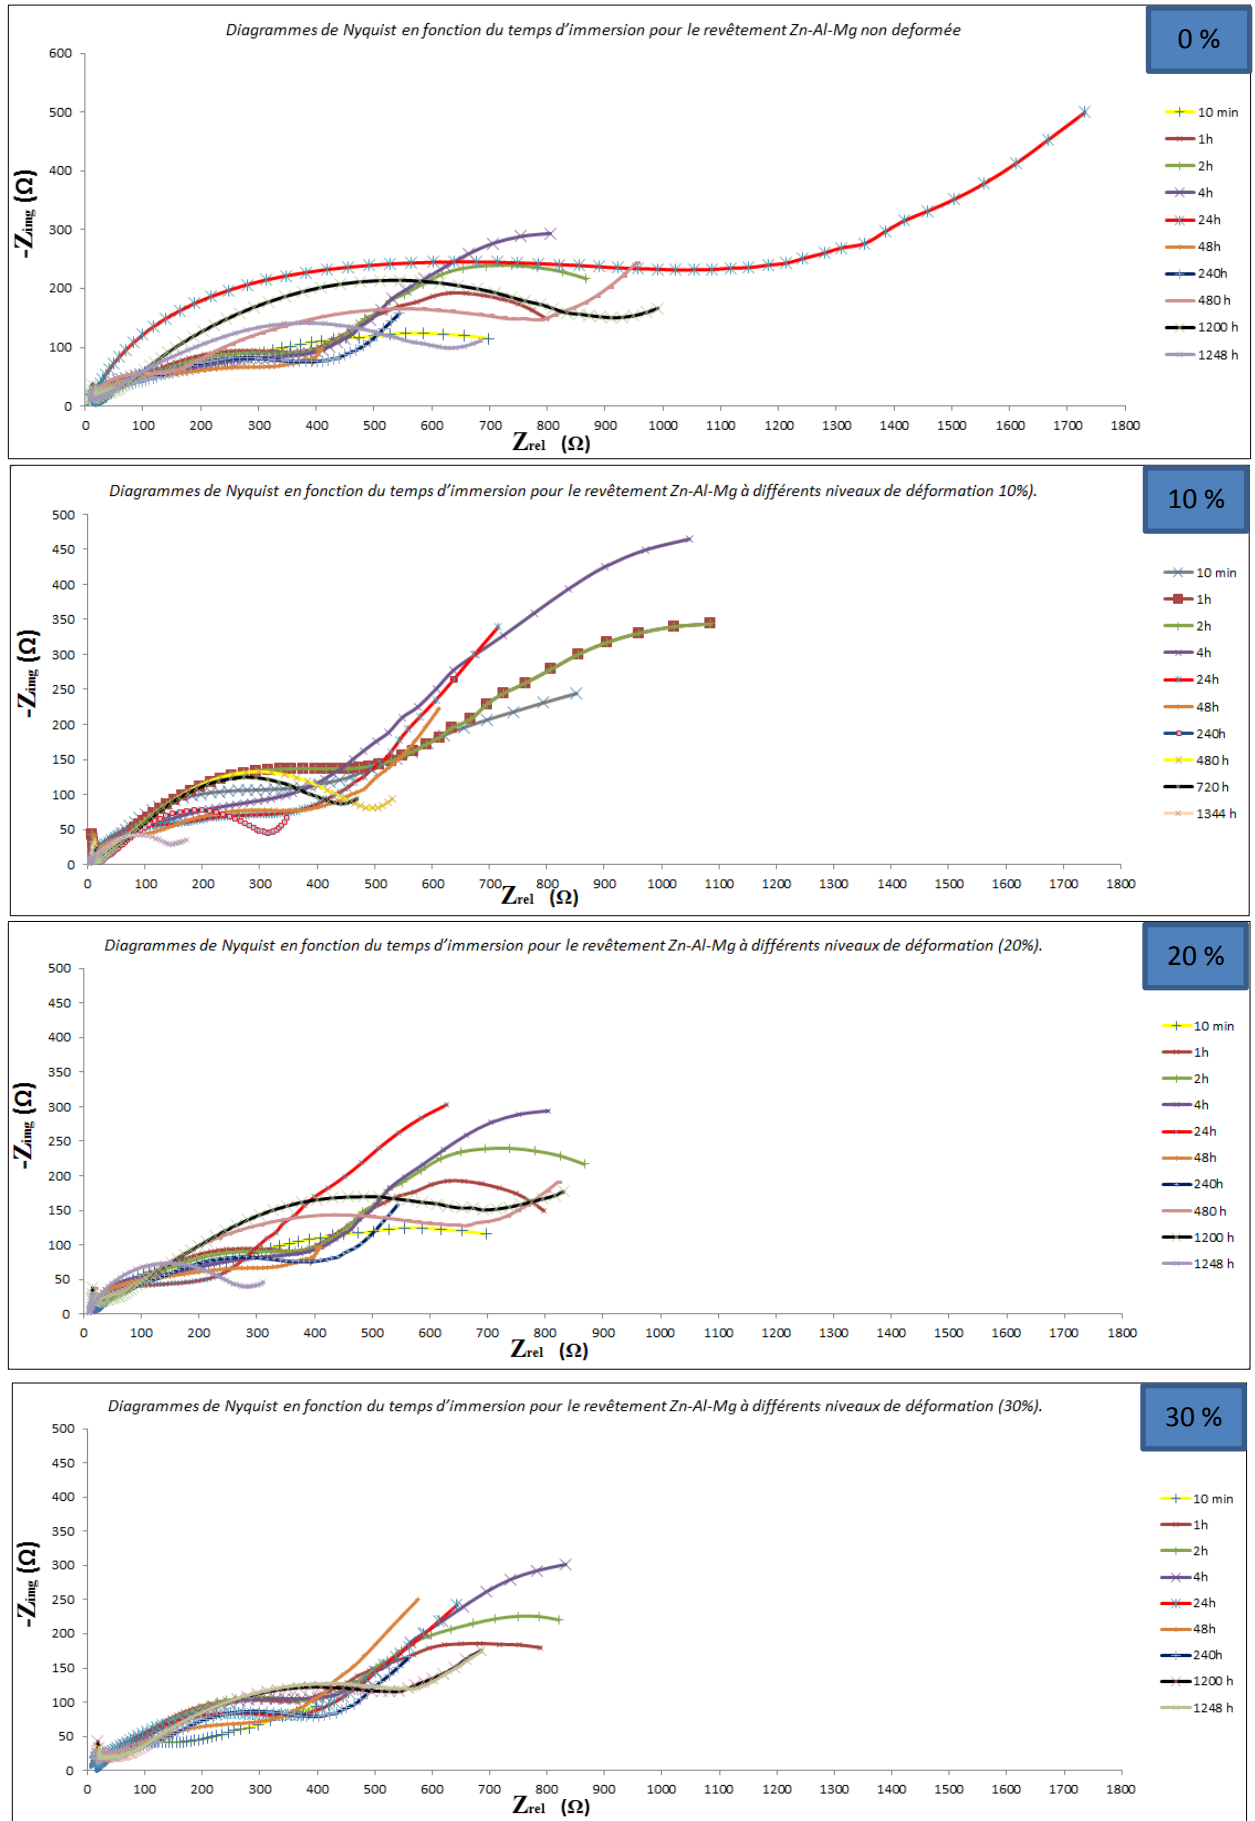 Diagrammes de Nyquist en fonction du temps d'immersion pour le revêtement Zn-Al-Mg non deformée
0 %
600
500
400
300
200
100
0
-Zimg (Ω)
0 100 200 300 400 500 600 700 800 900 1000 1100 1200 1300 1400 1500 1600 1700 1800
Zrel (Ω)
10 min
1h
2h
4h
24h
48h
240h
480 h
1200 h
1248 h
Diagrammes de Nyquist en fonction du temps d'immersion pour le revêtement Zn-Al-Mg à différents niveaux de déformation 10%).
10 %
500
450
400
350
300
250
200
150
100
50
0
-Zimg (Ω)
0 100 200 300 400 500 600 700 800 900 1000 1100 1200 1300 1400 1500 1600 1700 1800
Zrel (Ω)
10 min
1h
2h
4h
24h
48h
240h
480 h
720 h
1344 h
Diagrammes de Nyquist en fonction du temps d'immersion pour le revêtement Zn-Al-Mg à différents niveaux de déformation (20%).
20 %
500
450
400
350
300
250
200
150
100
50
0
-Zimg (Ω)
0 100 200 300 400 500 600 700 800 900 1000 1100 1200 1300 1400 1500 1600 1700 1800
Zrel (Ω)
10 min
1h
2h
4h
24h
48h
240h
480 h
1200 h
1248 h
Diagrammes de Nyquist en fonction du temps d'immersion pour le revêtement Zn-Al-Mg à différents niveaux de déformation (30%).
30 %
500
450
400
350
300
250
200
150
100
50
0
-Zimg (Ω)
0 100 200 300 400 500 600 700 800 900 1000 1100 1200 1300 1400 1500 1600 1700 1800
Zrel (Ω)
10 min
1h
2h
4h
24h
48h
240h
1200 h
1248 h